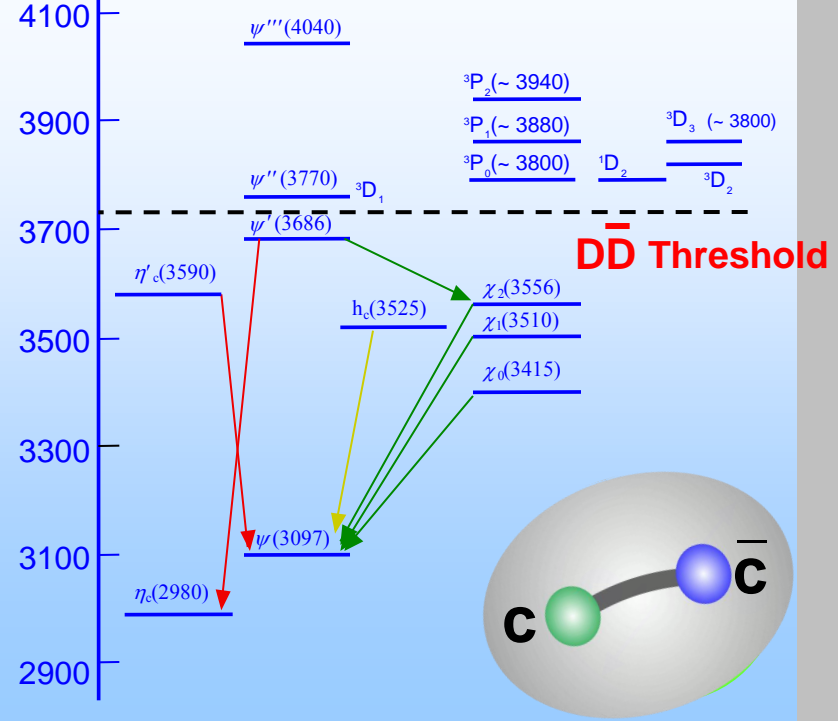 4100
ψ′′′(4040)
³P₂(~ 3940)
3900
³P₁(~ 3880)
³D₃ (~ 3800)
³P₀(~ 3800)
¹D₂
³D₂
ψ′′(3770)
³D₁
3700
ψ′(3686)
DD̅ Threshold
η′c(3590)
χ₂(3556)
hc(3525)
χ₁(3510)
3500
χ₀(3415)
3300
ψ(3097)
3100
ηc(2980)
c
c̅
2900